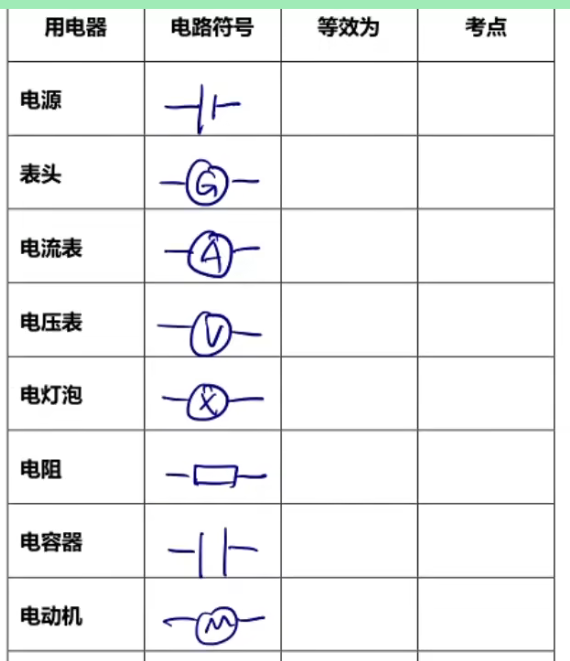 用电器 电路符号 等效为 考点
电源
表头 G
电流表 A
电压表 V
电灯泡
电阻
电容器
电动机 M